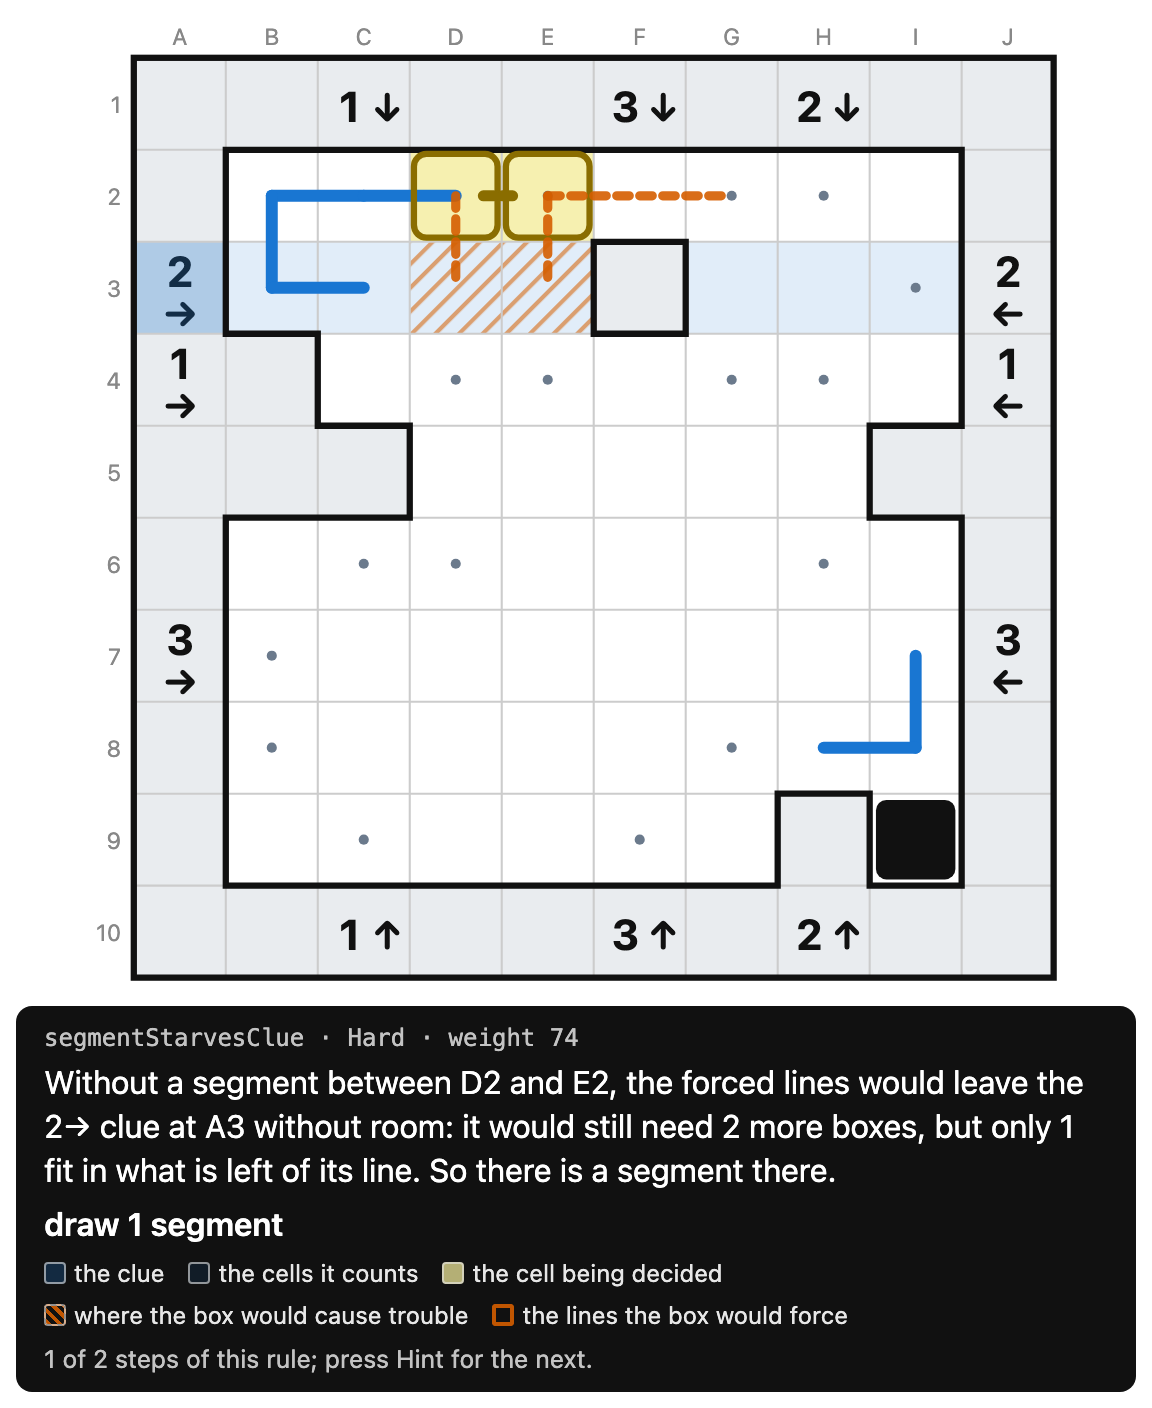 A B C D E F G H I J
1 1↓ 3↓ 2↓
2
3 2→ 2←
4 1→ 1←
5
6
7 3→ 3←
8
9
10 1↑ 3↑ 2↑
segmentStarvesClue · Hard · weight 74
Without a segment between D2 and E2, the forced lines would leave the
2→ clue at A3 without room: it would still need 2 more boxes, but only 1
fit in what is left of its line. So there is a segment there.
draw 1 segment
the clue the cells it counts the cell being decided
where the box would cause trouble the lines the box would force
1 of 2 steps of this rule; press Hint for the next.